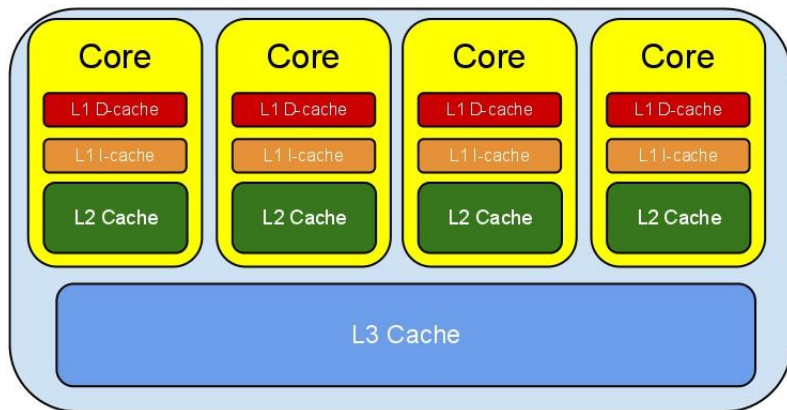 Core Core Core Core
L1 D-cache L1 D-cache L1 D-cache L1 D-cache
L1 I-cache L1 I-cache L1 I-cache L1 I-cache
L2 Cache L2 Cache L2 Cache L2 Cache
L3 Cache